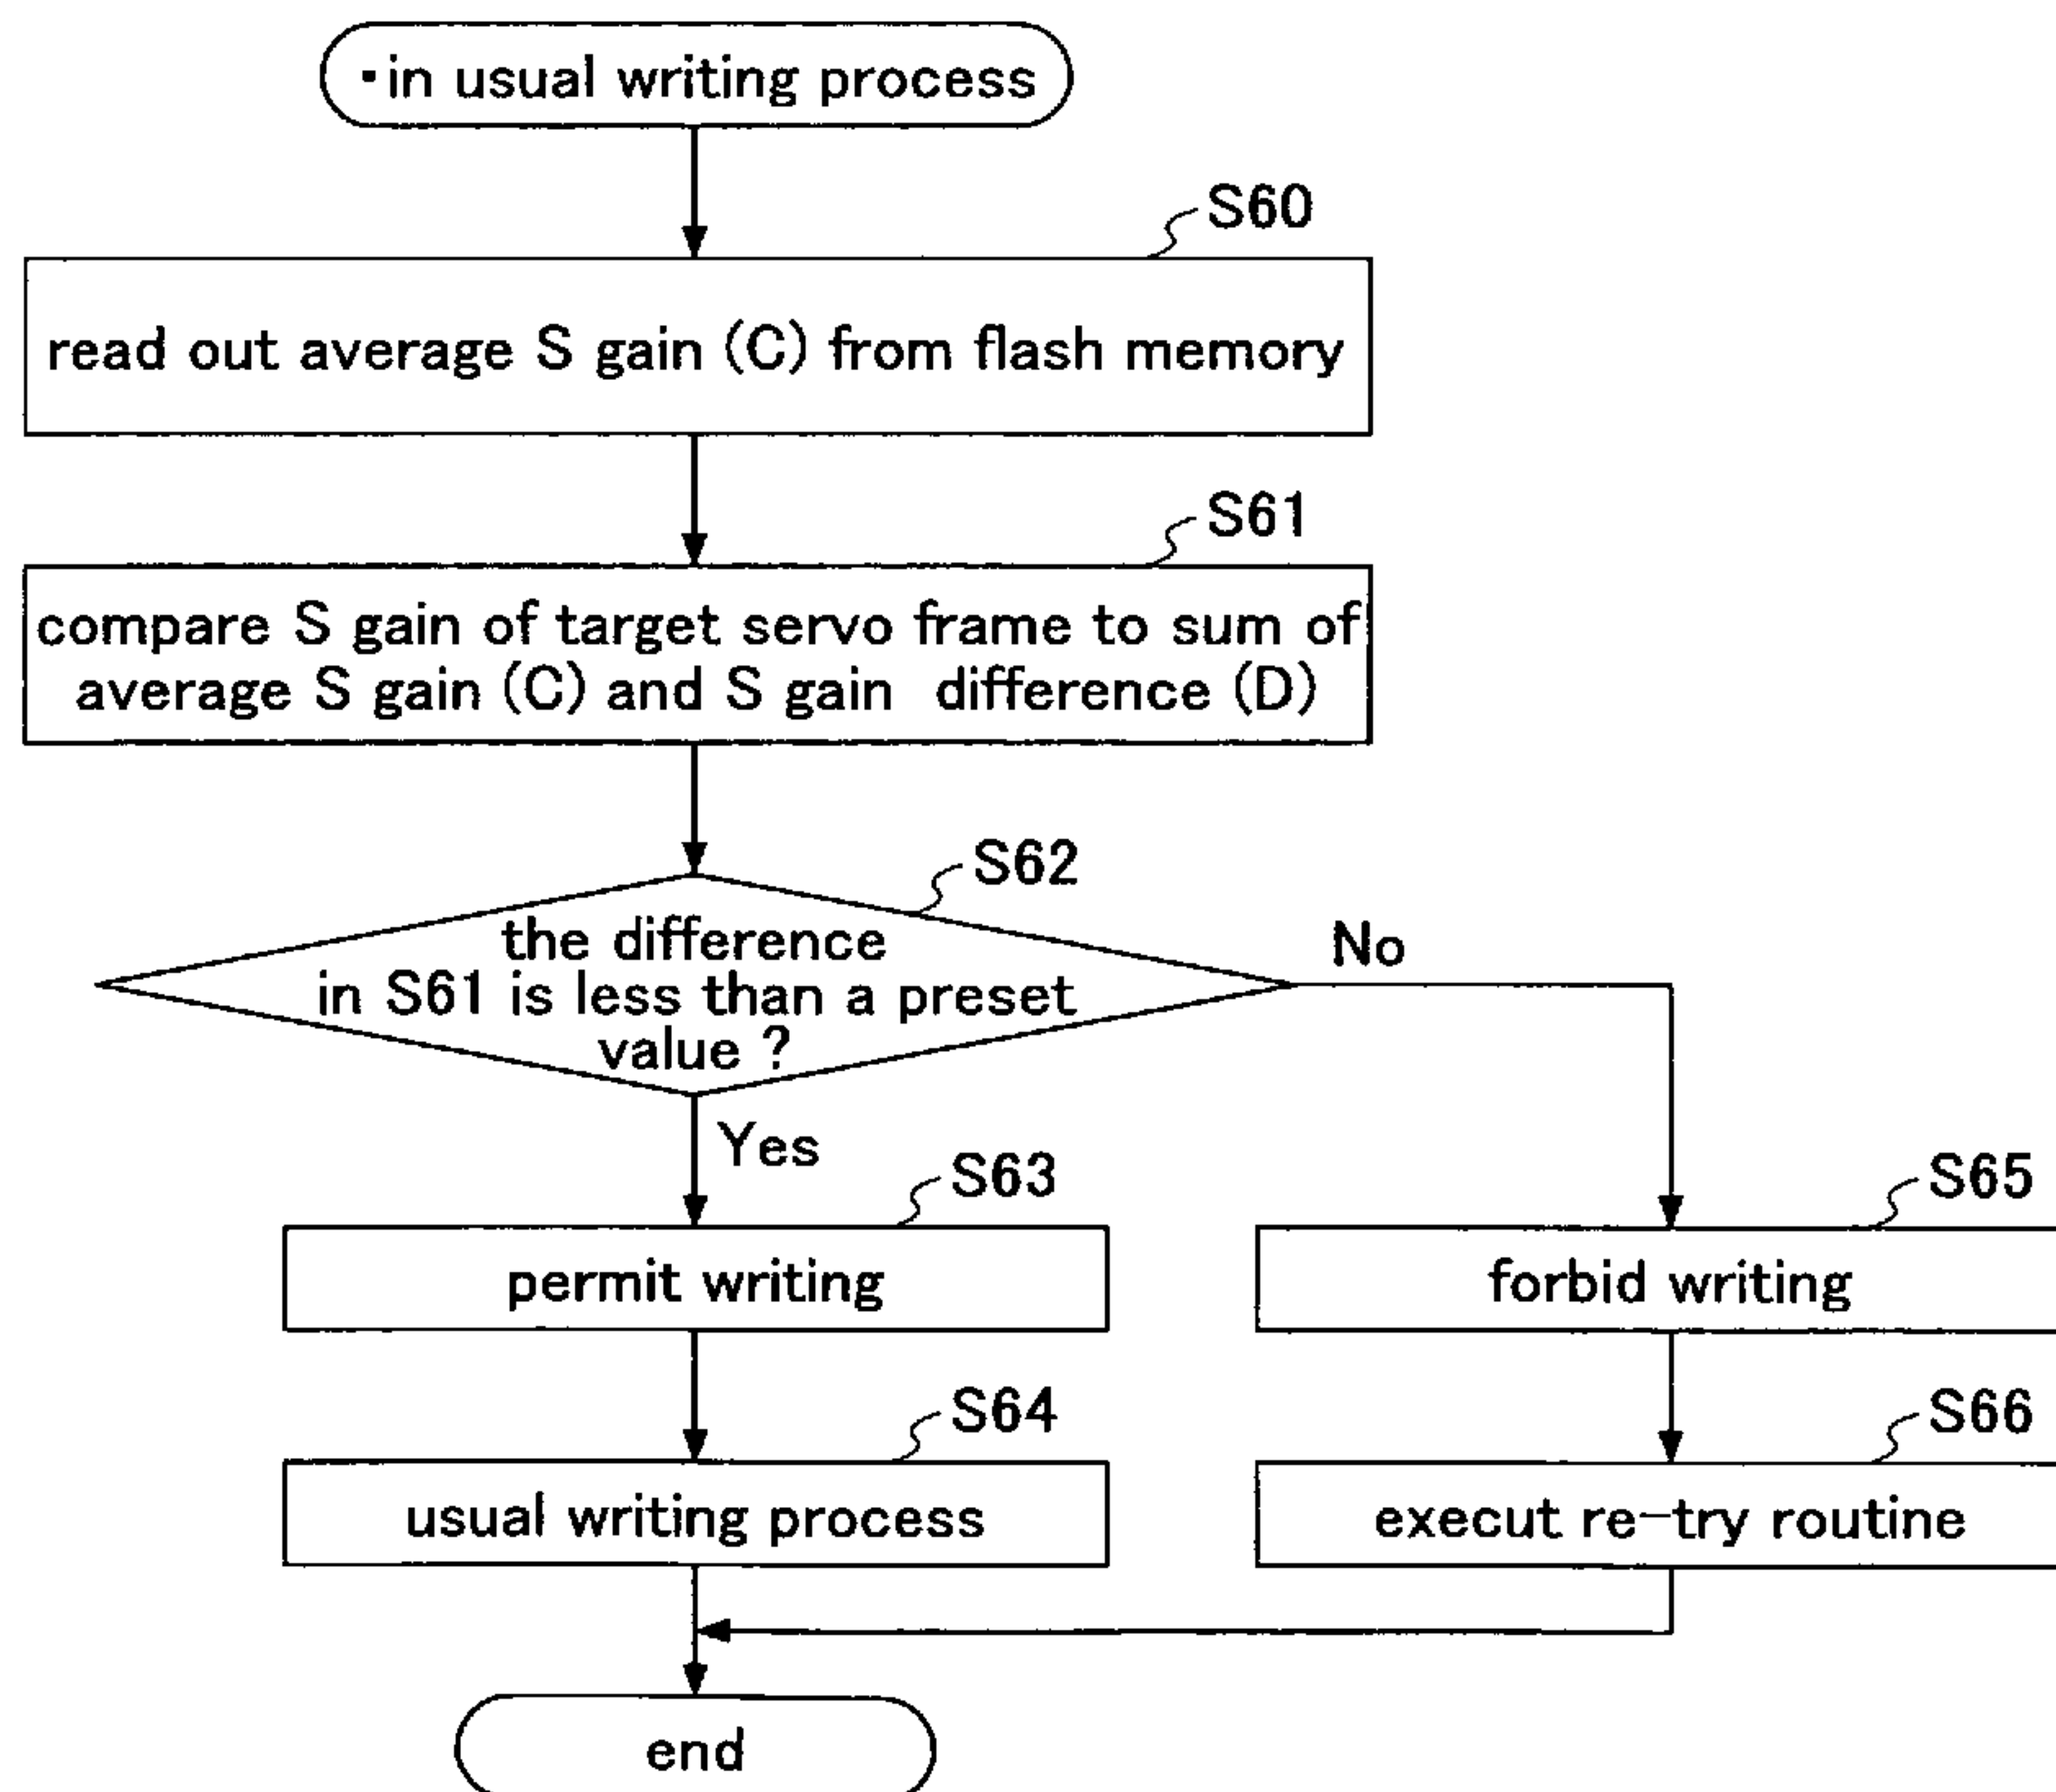 ▪in usual writing process
S60
read out average S gain (C) from flash memory
S61
compare S gain of target servo frame to sum of
average S gain (C) and S gain difference (D)
S62
the difference
in S61 is less than a preset
value ?
No
Yes
S63
permit writing
S65
forbid writing
S64
usual writing process
S66
execut re-try routine
end